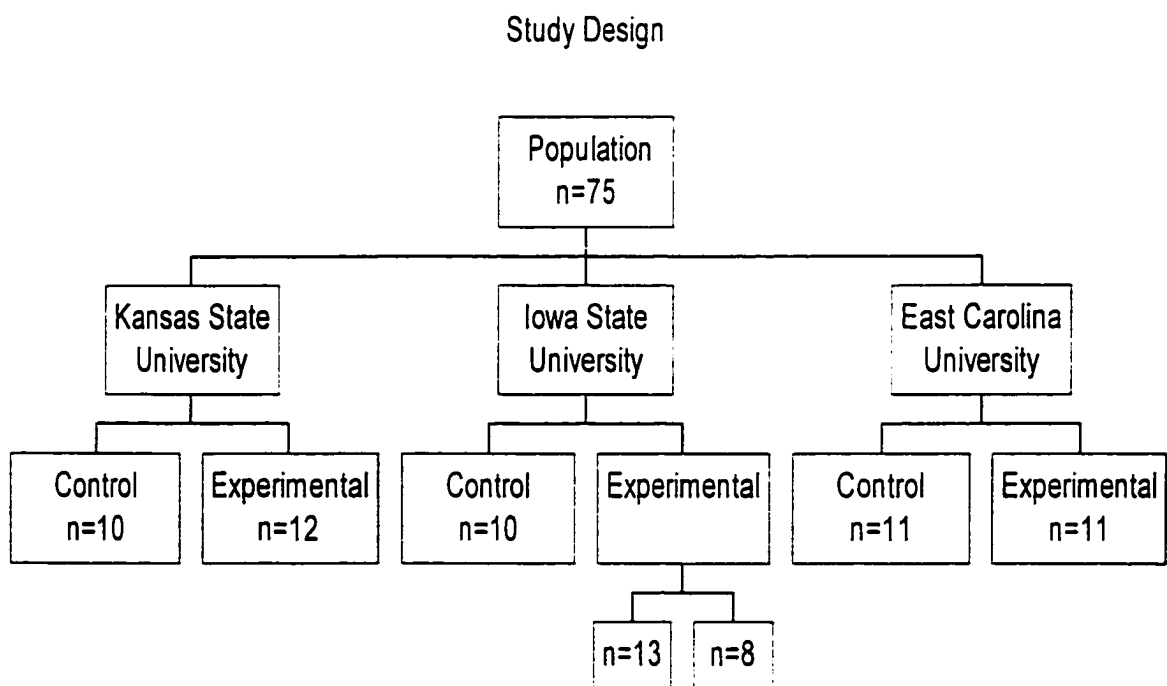 Study Design
Population
n=75
Kansas State
University
Iowa State
University
East Carolina
University
Control
n=10
Experimental
n=12
Control
n=10
Experimental
Control
n=11
Experimental
n=11
n=13
n=8